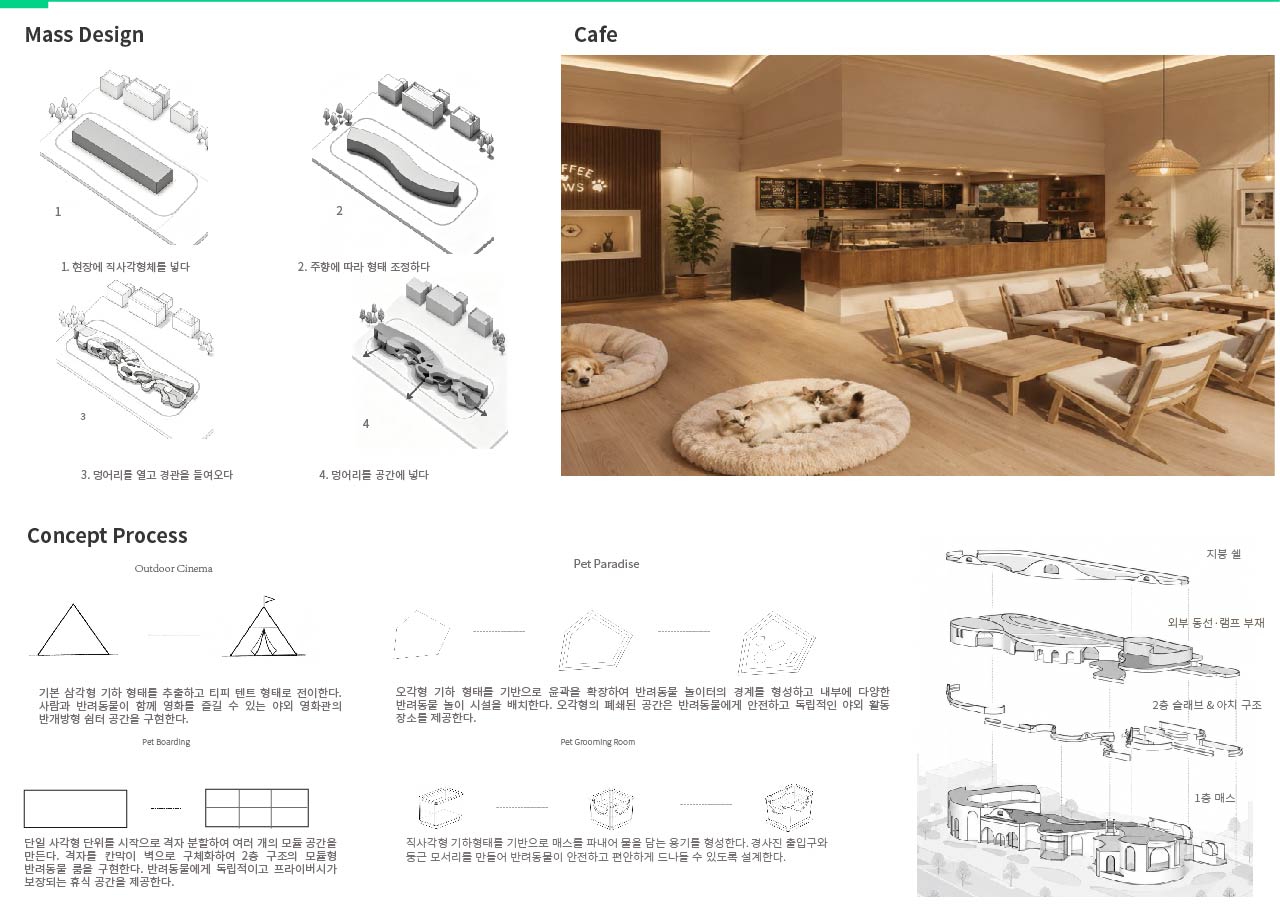 Mass Design
Cafe
1
2
1. 현장에 직사각형체를 넣다
2. 주향에 따라 형태 조정하다
3
4
3. 덩어리를 열고 경관을 들여오다
4. 덩어리를 공간에 넣다
FFEE
WS
Concept Process
Outdoor Cinema
기본 삼각형 기하 형태를 추출하고 티피 텐트 형태로 전이한다.
사람과 반려동물이 함께 영화를 즐길 수 있는 야외 영화관의
반개방형 쉼터 공간을 구현한다.
Pet Paradise
오각형 기하 형태를 기반으로 윤곽을 확장하여 반려동물 놀이터의 경계를 형성하고 내부에 다양한
반려동물 놀이 시설을 배치한다. 오각형의 폐쇄된 공간은 반려동물에게 안전하고 독립적인 야외 활동
장소를 제공한다.
Pet Boarding
단일 사각형 단위를 시작으로 격자 분할하여 여러 개의 모듈 공간을
만든다. 격자를 칸막이 벽으로 구체화하여 2층 구조의 모듈형
반려동물 룸을 구현한다. 반려동물에게 독립적이고 프라이버시가
보장되는 휴식 공간을 제공한다.
Pet Grooming Room
직사각형 기하형태를 기반으로 매스를 파내어 물을 담는 용기를 형성한다. 경사진 출입구와
둥근 모서리를 만들어 반려동물이 안전하고 편안하게 드나들 수 있도록 설계한다.
지붕 쉘
외부 동선·램프 부재
2층 슬래브 & 아치 구조
1층 매스